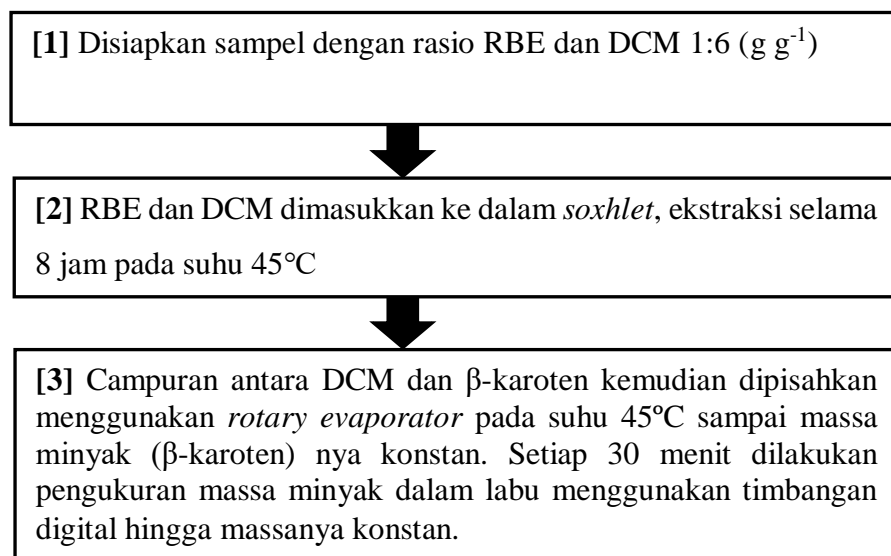 [1] Disiapkan sampel dengan rasio RBE dan DCM 1:6 (g g⁻¹)
[2] RBE dan DCM dimasukkan ke dalam soxhlet, ekstraksi selama
8 jam pada suhu 45°C
[3] Campuran antara DCM dan β-karoten kemudian dipisahkan
menggunakan rotary evaporator pada suhu 45ºC sampai massa
minyak (β-karoten) nya konstan. Setiap 30 menit dilakukan
pengukuran massa minyak dalam labu menggunakan timbangan
digital hingga massanya konstan.